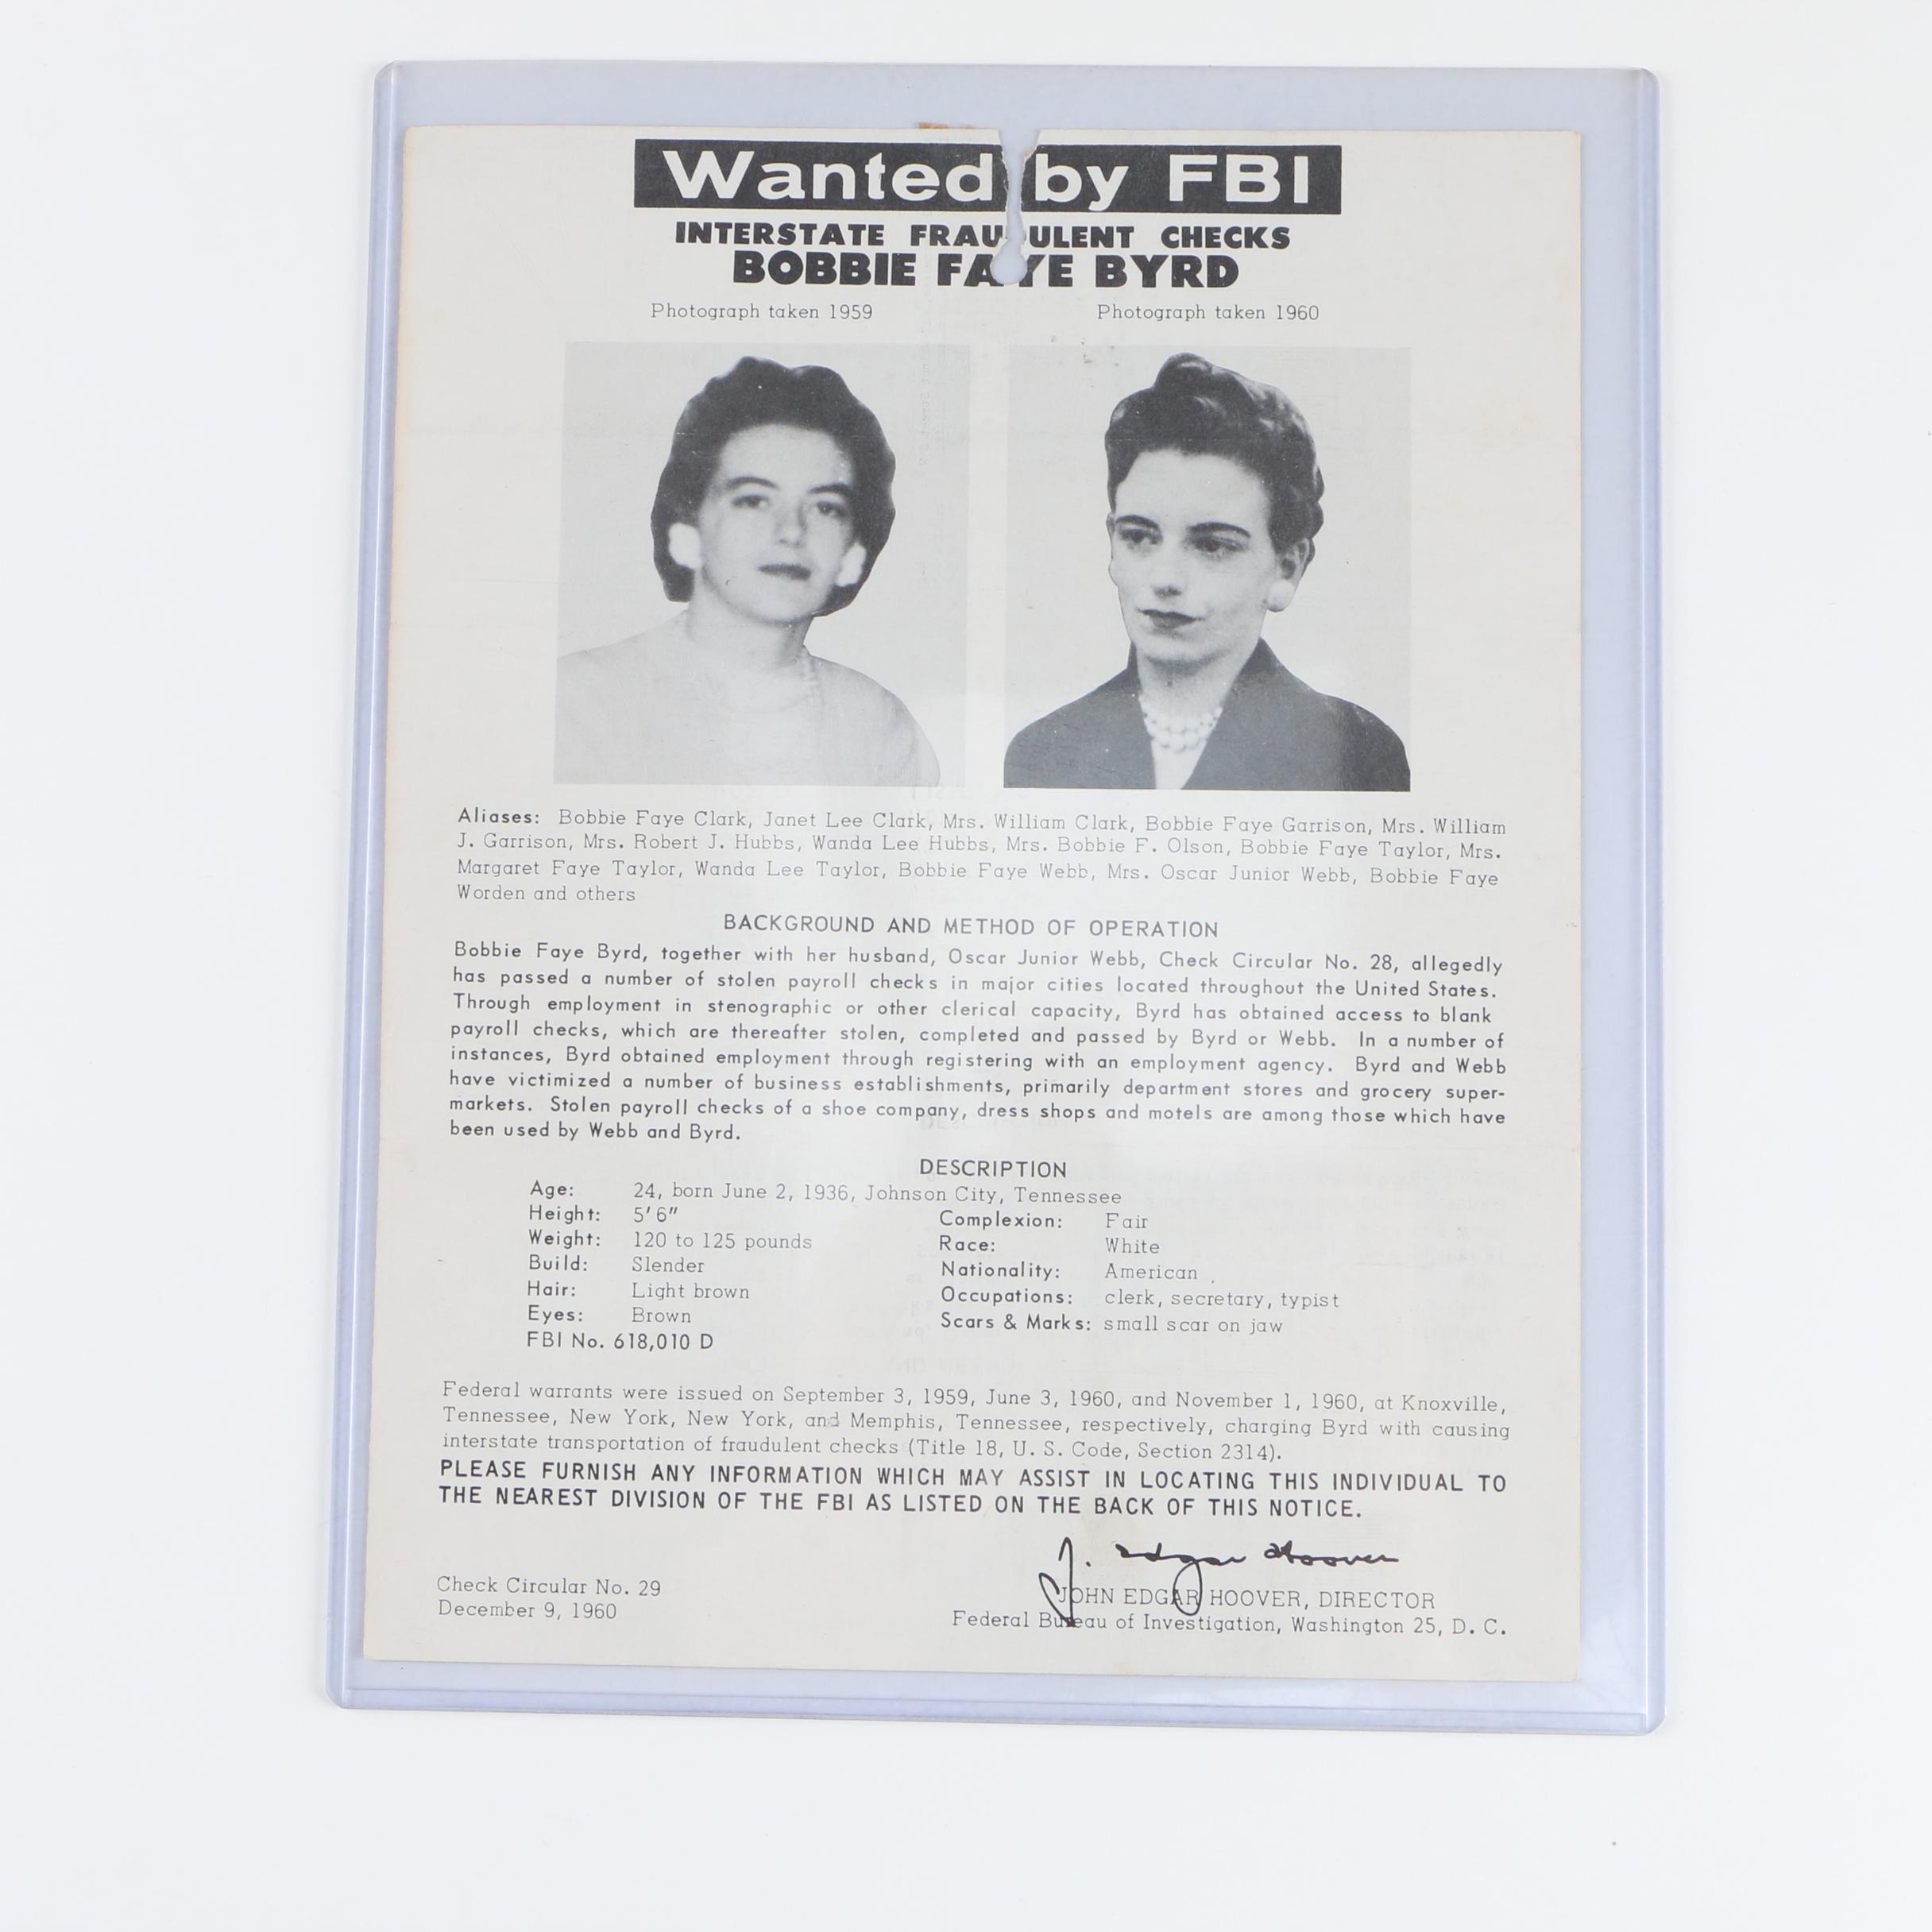 Wanted by FBI
INTERSTATE FRAUDULENT CHECKS
BOBBIE FAYE BYRD
Photograph taken 1959
Photograph taken 1960
Aliases: Bobbie Faye Clark, Janet Lee Clark, Mrs. William Clark, Bobbie Faye Garrison, Mrs. William
J. Garrison, Mrs. Robert J. Hubbs, Wanda Lee Hubbs, Mrs. Bobbie F. Olson, Bobbie Faye Taylor, Mrs.
Margaret Faye Taylor, Wanda Lee Taylor, Bobbie Faye Webb, Mrs. Oscar Junior Webb, Bobbie Faye
Worden and others
BACKGROUND AND METHOD OF OPERATION
Bobbie Faye Byrd, together with her husband, Oscar Junior Webb, Check Circular No. 28, allegedly
has passed a number of stolen payroll checks in major cities located throughout the United States.
Through employment in stenographic or other clerical capacity, Byrd has obtained access to blank
payroll checks, which are thereafter stolen, completed and passed by Byrd or Webb. In a number of
instances, Byrd obtained employment through registering with an employment agency. Byrd and Webb
have victimized a number of business establishments, primarily department stores and grocery super-
markets. Stolen payroll checks of a shoe company, dress shops and motels are among those which have
been used by Webb and Byrd.
DESCRIPTION
Age: 24, born June 2, 1936, Johnson City, Tennessee
Height: 5' 6"
Weight: 120 to 125 pounds
Build: Slender
Hair: Light brown
Eyes: Brown
FBI No. 618,010 D
Complexion: Fair
Race: White
Nationality: American
Occupations: clerk, secretary, typist
Scars & Marks: small scar on jaw
Federal warrants were issued on September 3, 1959, June 3, 1960, and November 1, 1960, at Knoxville,
Tennessee, New York, New York, and Memphis, Tennessee, respectively, charging Byrd with causing
interstate transportation of fraudulent checks (Title 18, U. S. Code, Section 2314).
PLEASE FURNISH ANY INFORMATION WHICH MAY ASSIST IN LOCATING THIS INDIVIDUAL TO
THE NEAREST DIVISION OF THE FBI AS LISTED ON THE BACK OF THIS NOTICE.
J. Edgar Hoover
JOHN EDGAR HOOVER, DIRECTOR
Federal Bureau of Investigation, Washington 25, D. C.
Check Circular No. 29
December 9, 1960